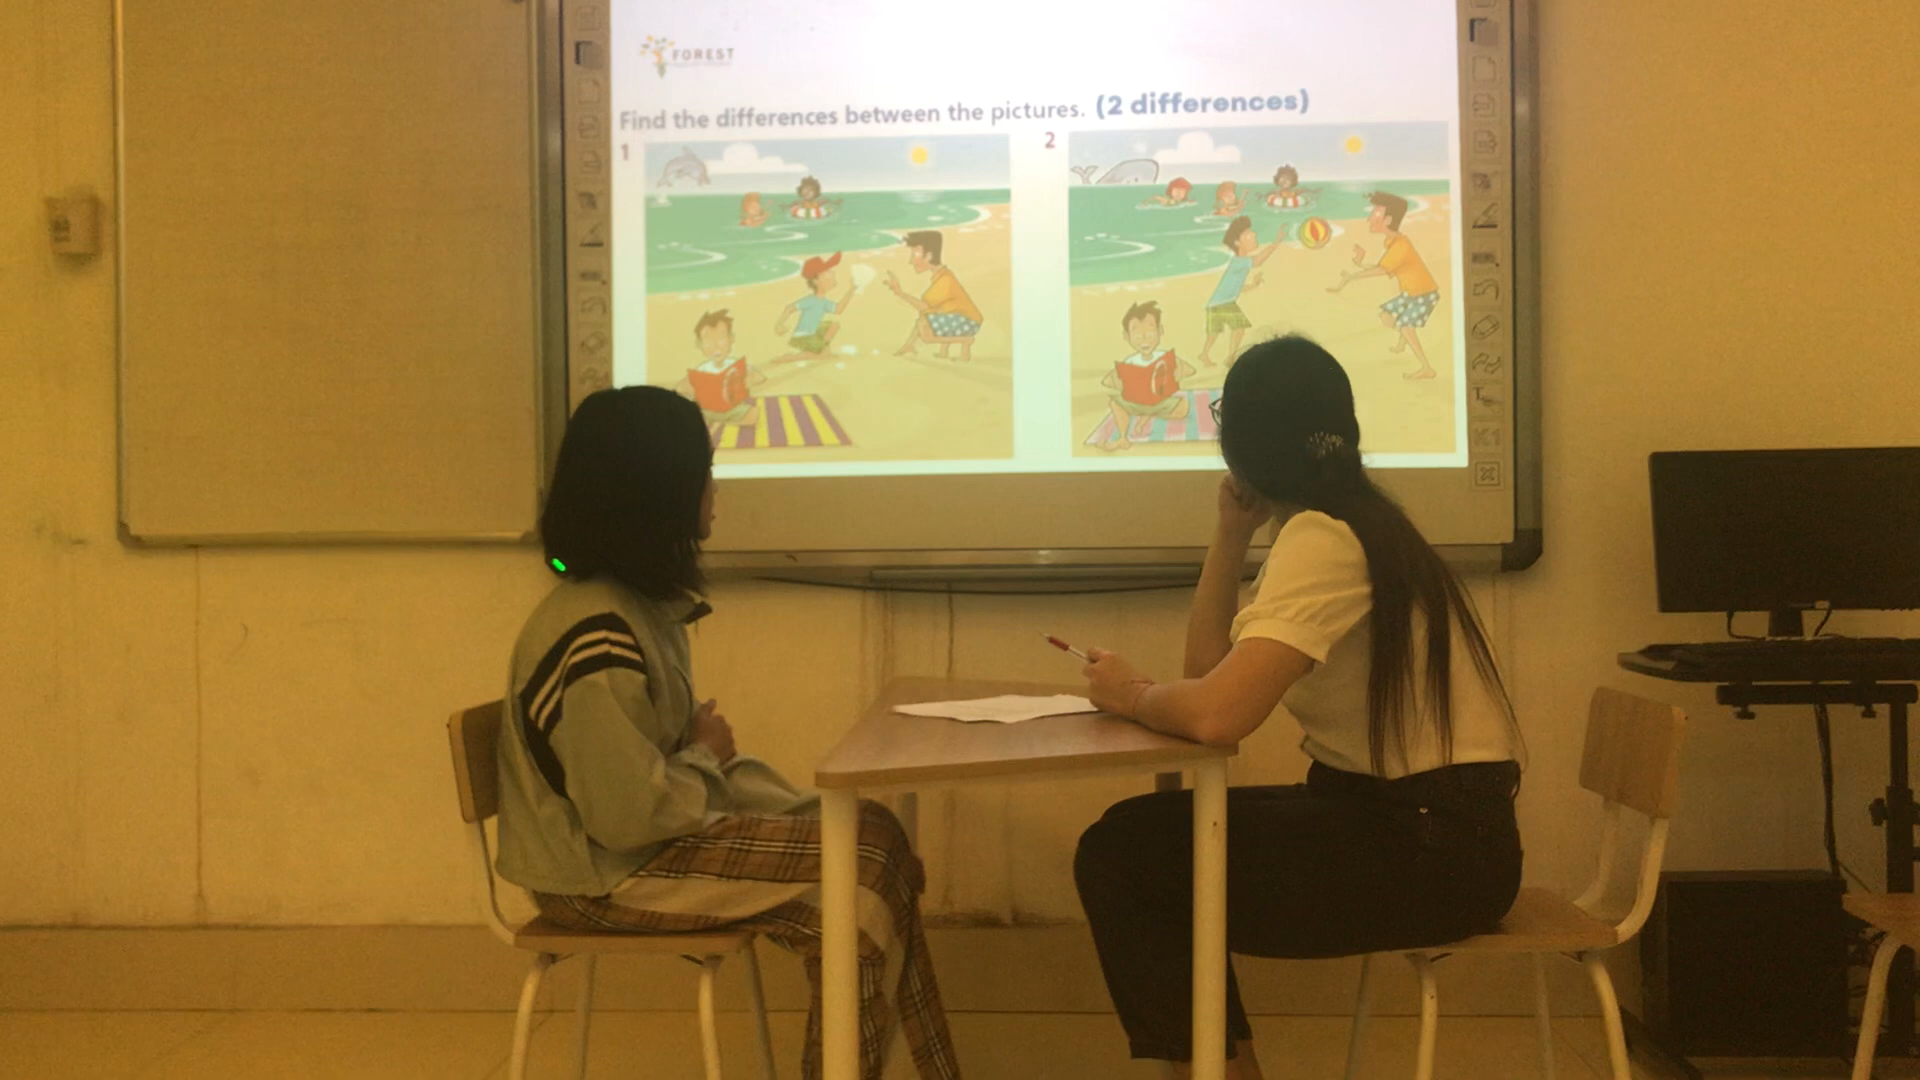 FOREST
Find the differences between the pictures. (2 differences)
1
2